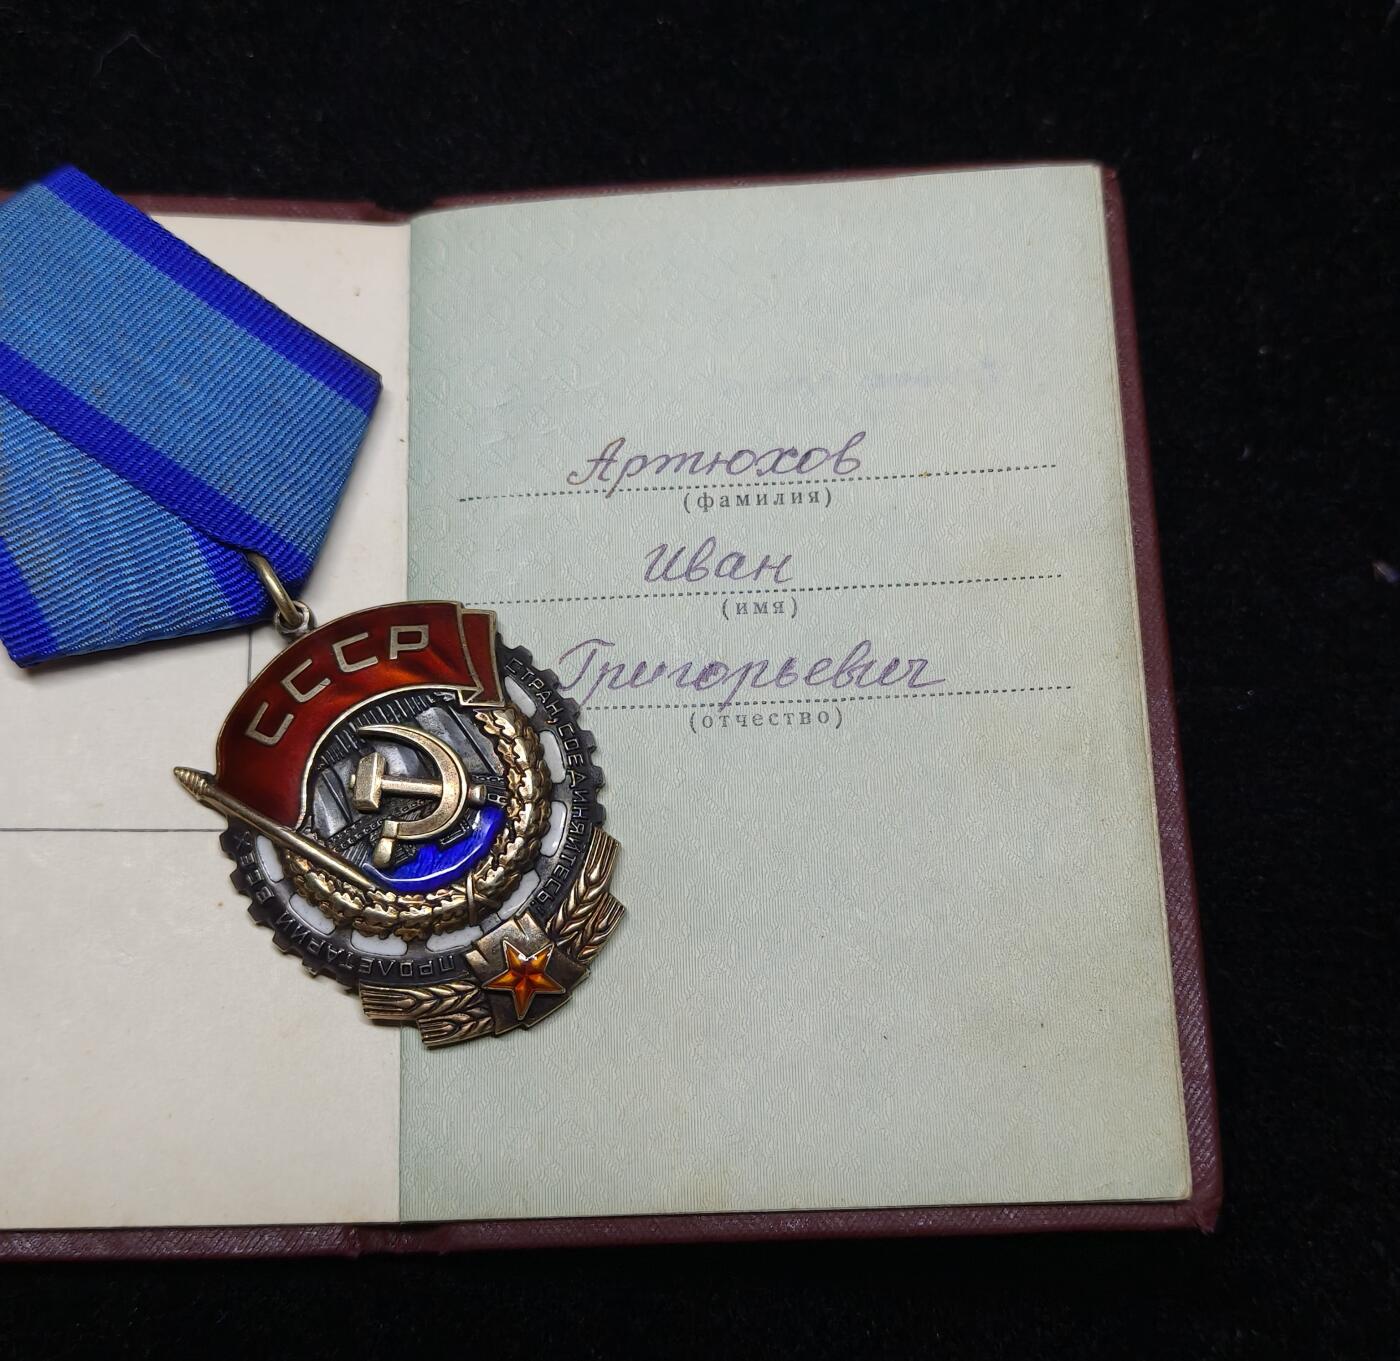 СССР
ПРОЛЕТАРИИ ВСЕХ СТРАН, СОЕДИНЯЙТЕСЬ!
Артюхов
(фамилия)
Иван
(имя)
Григорьевич
(отчество)